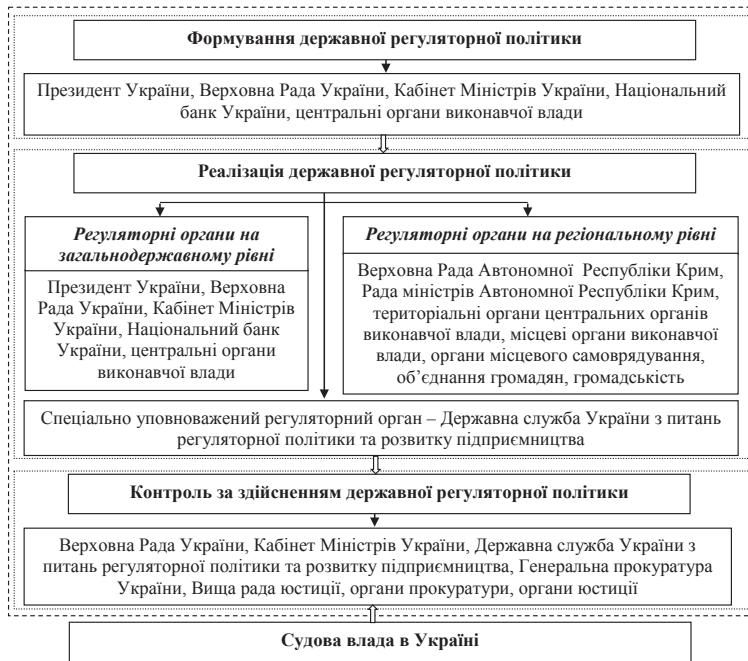 Формування державної регуляторної політики
Президент України, Верховна Рада України, Кабінет Міністрів України, Національний
банк України, центральні органи виконавчої влади
Реалізація державної регуляторної політики
Регуляторні органи на
загальнодержавному рівні
Президент України, Верховна
Рада України, Кабінет Міністрів
України, Національний банк
України, центральні органи
виконавчої влади
Регуляторні органи на регіональному рівні
Верховна Рада Автономної Республіки Крим,
Рада міністрів Автономної Республіки Крим,
територіальні органи центральних органів
виконавчої влади, місцеві органи виконавчої
влади, органи місцевого самоврядування,
об’єднання громадян, громадськість
Спеціально уповноважений регуляторний орган – Державна служба України з питань
регуляторної політики та розвитку підприємництва
Контроль за здійсненням державної регуляторної політики
Верховна Рада України, Кабінет Міністрів України, Державна служба України з
питань регуляторної політики та розвитку підприємництва, Генеральна прокуратура
України, Вища рада юстиції, органи прокуратури, органи юстиції
Судова влада в Україні